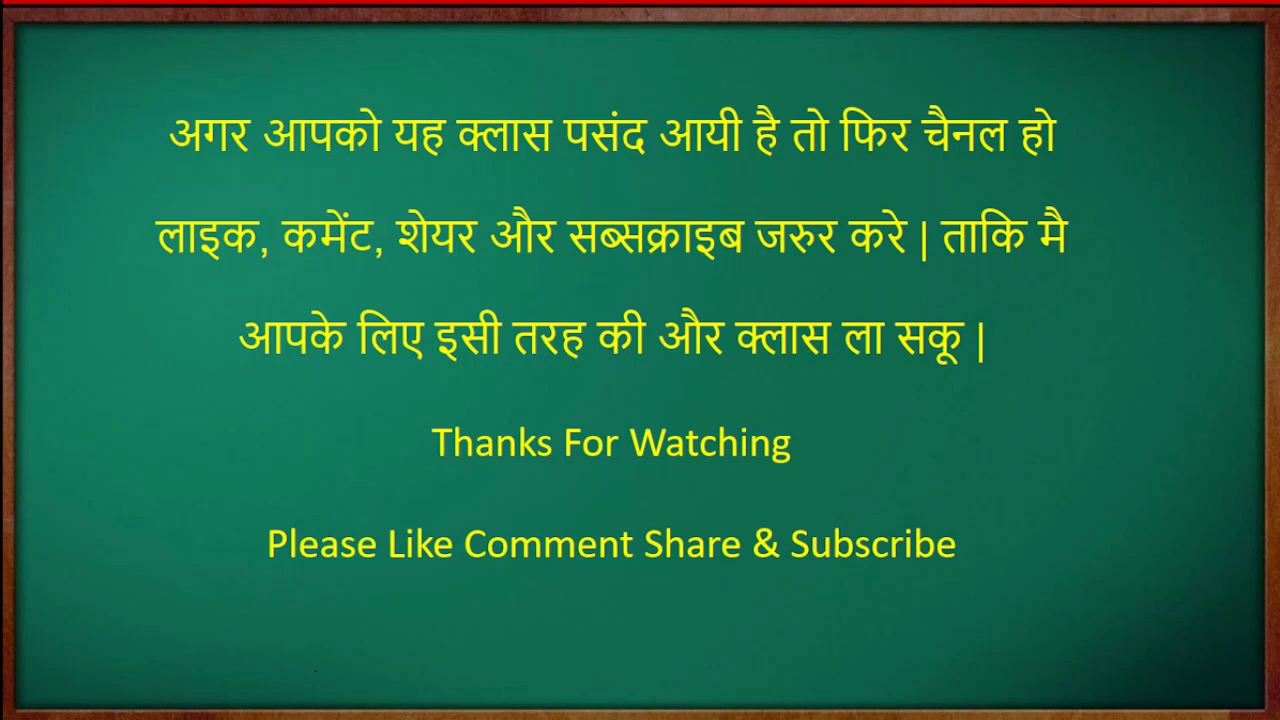 अगर आपको यह क्लास पसंद आयी है तो फिर चैनल हो
लाइक, कमेंट, शेयर और सब्सक्राइब जरुर करे | ताकि मै
आपके लिए इसी तरह की और क्लास ला सकू |
Thanks For Watching
Please Like Comment Share & Subscribe